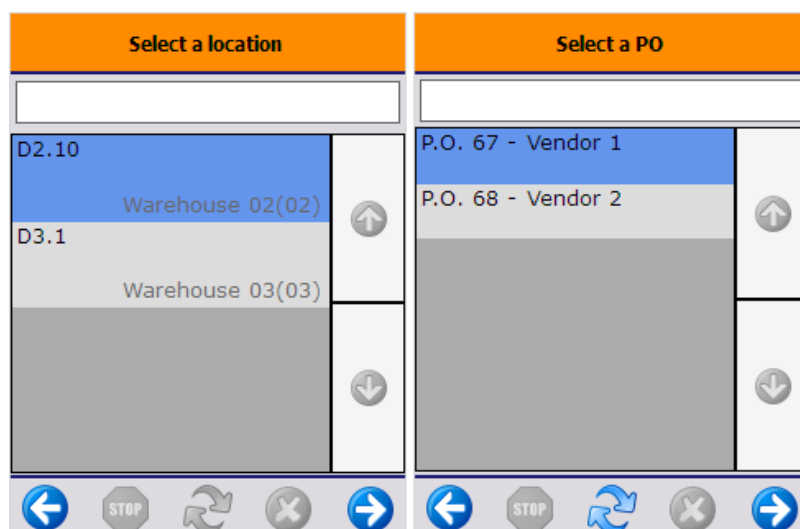 Select a location
D2.10
Warehouse 02(02)
D3.1
Warehouse 03(03)
STOP
Select a PO
P.O. 67 - Vendor 1
P.O. 68 - Vendor 2
STOP